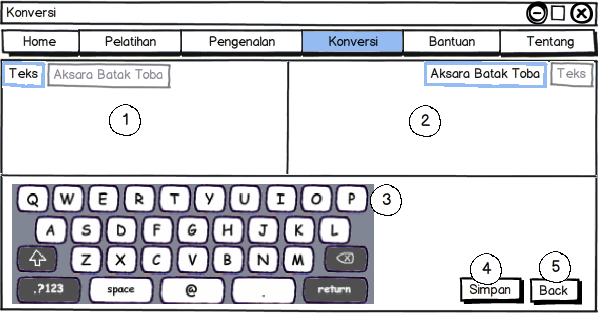 Konversi
Home Pelatihan Pengenalan Konversi Bantuan Tentang
Teks Aksara Batak Toba Aksara Batak Toba Teks
1 2
Q W E R T Y U I O P 3
A S D F G H J K L
Z X C V B N M
4 5
.?123 space @ . return Simpan Back